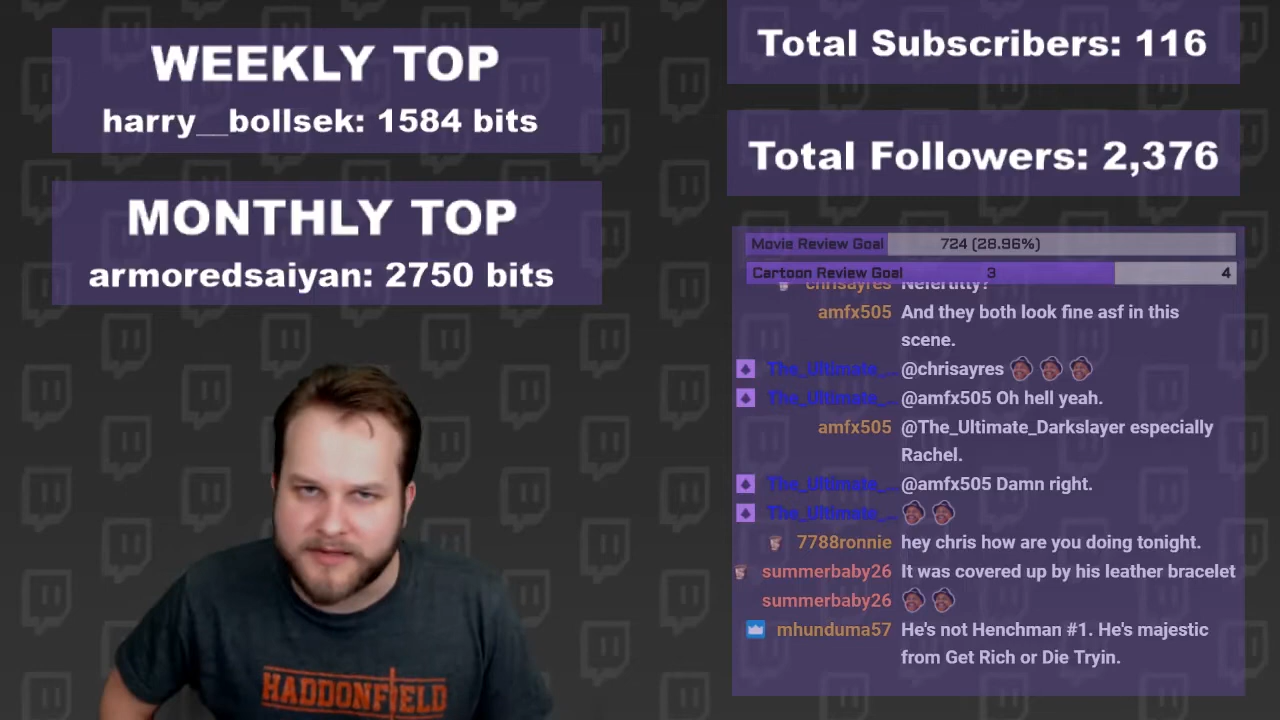 WEEKLY TOP
harry__bollsek: 1584 bits
MONTHLY TOP
armoredsaiyan: 2750 bits
HADDONFIELD
Total Subscribers: 116
Total Followers: 2,376
Movie Review Goal 724 (28.96%)
Cartoon Review Goal 3 4
chrisayres Nefertitty?
amfx505 And they both look fine asf in this
scene.
The_Ultimate_... @chrisayres
The_Ultimate_... @amfx505 Oh hell yeah.
amfx505 @The_Ultimate_Darkslayer especially
Rachel.
The_Ultimate_... @amfx505 Damn right.
The_Ultimate_...
7788ronnie hey chris how are you doing tonight.
summerbaby26 It was covered up by his leather bracelet
summerbaby26
mhunduma57 He's not Henchman #1. He's majestic
from Get Rich or Die Tryin.